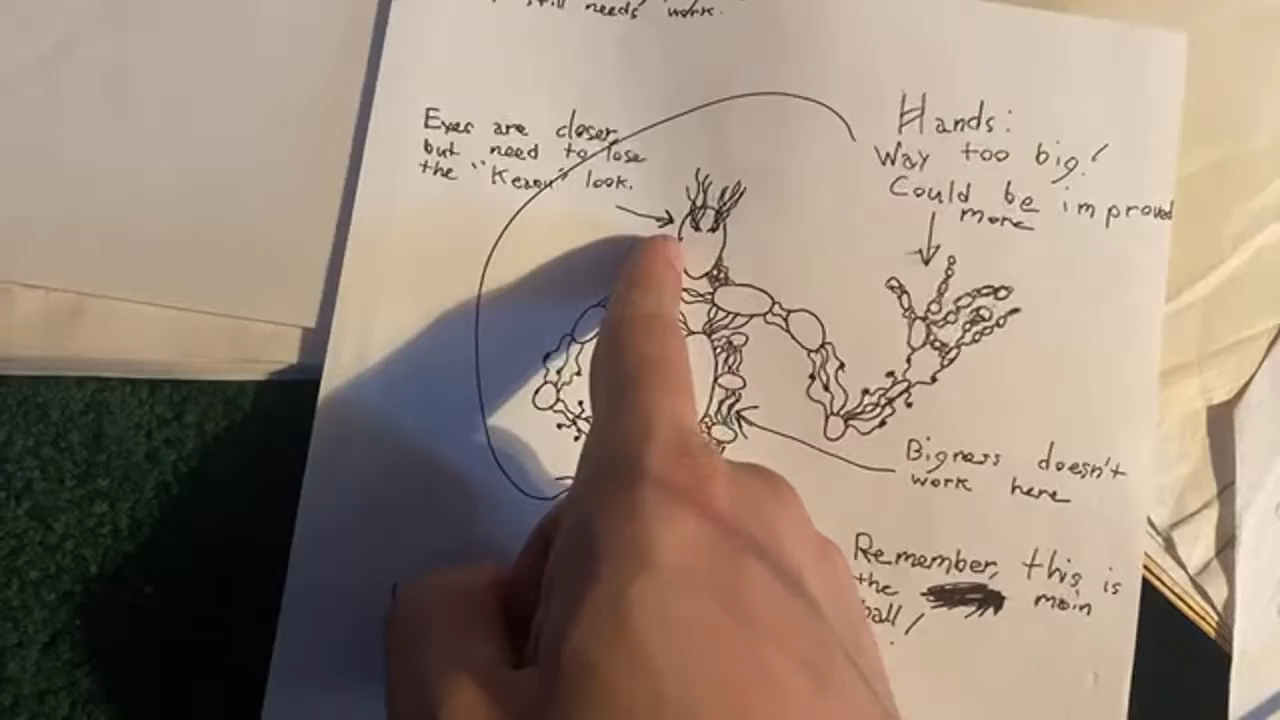 still needs work.
Eyes are closer
but need to lose
the "Keanu" look.
Hands:
Way too big!
Could be improved
more
Bigness doesn't
work here
Remember, this is
the main
ball!